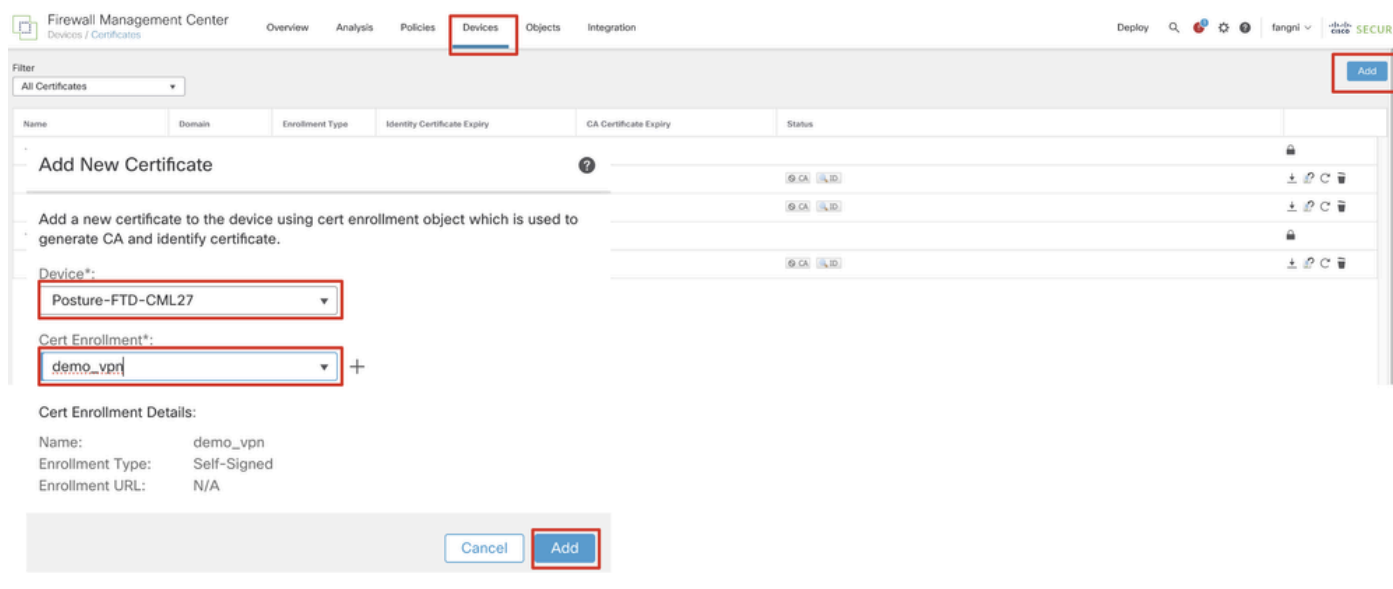 Firewall Management Center
Devices / Certificates
Overview Analysis Policies Devices Objects Integration
Deploy fangni cisco SECUR
Filter
All Certificates
Add
Name Domain Enrollment Type Identity Certificate Expiry CA Certificate Expiry Status
Add New Certificate
CA ID
CA ID
Add a new certificate to the device using cert enrollment object which is used to
generate CA and identify certificate.
CA ID
Device*:
Posture-FTD-CML27
Cert Enrollment*:
demo_vpn
Cert Enrollment Details:
Name: demo_vpn
Enrollment Type: Self-Signed
Enrollment URL: N/A
Cancel Add